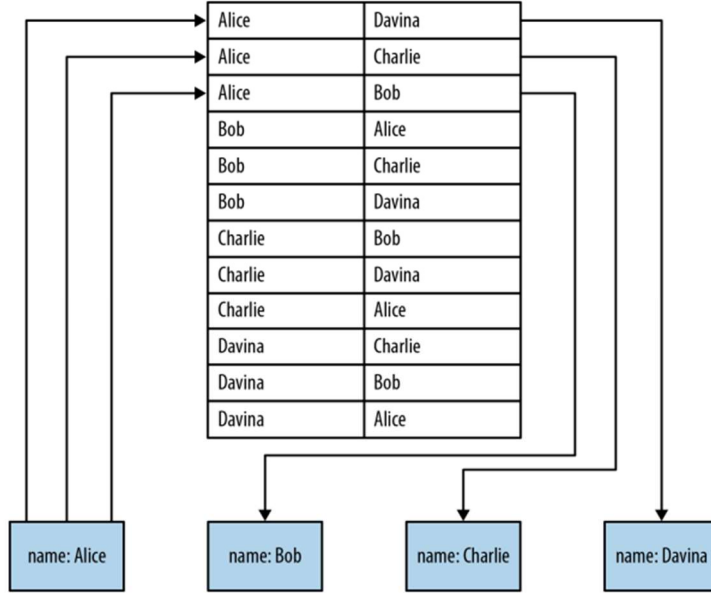 Alice Davina
Alice Charlie
Alice Bob
Bob Alice
Bob Charlie
Bob Davina
Charlie Bob
Charlie Davina
Charlie Alice
Davina Charlie
Davina Bob
Davina Alice
name: Alice name: Bob name: Charlie name: Davina